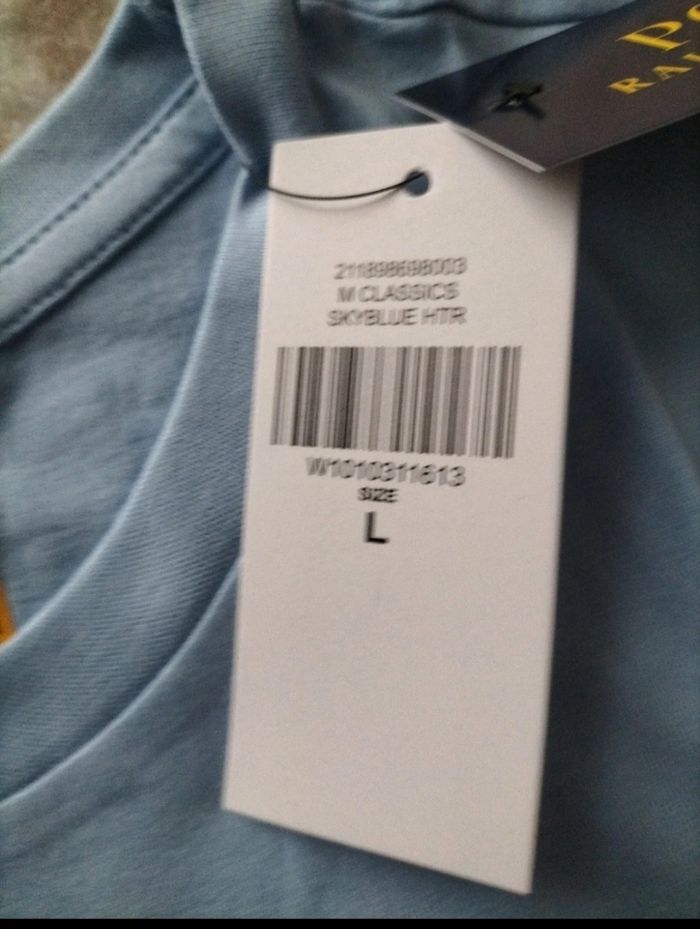 211898698003
M CLASSICS
SKYBLUE HTR
W1010311613
SIZE
L